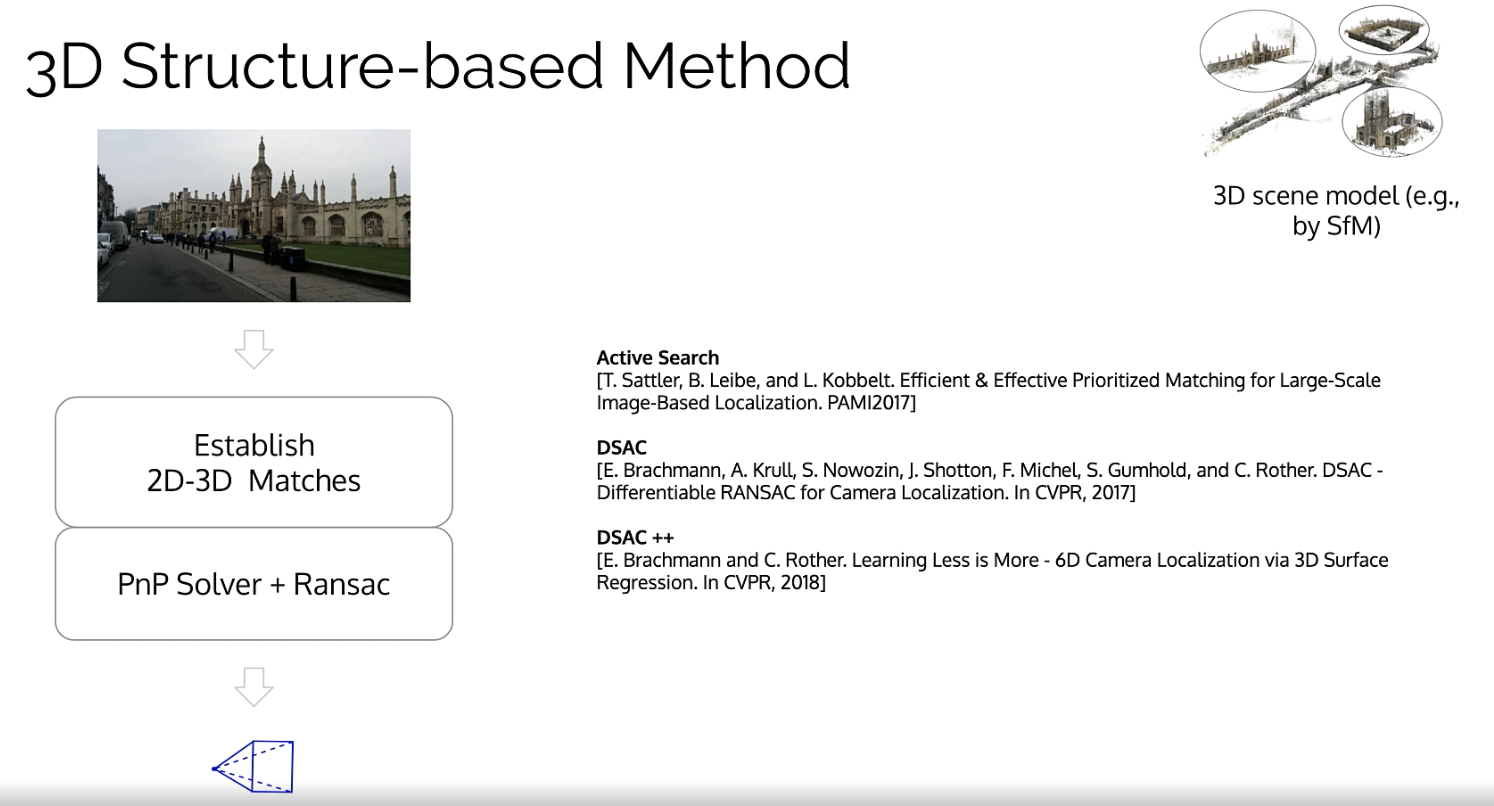 3D Structure-based Method
3D scene model (e.g.,
by SfM)
Establish
2D-3D Matches
PnP Solver + Ransac
Active Search
[T. Sattler, B. Leibe, and L. Kobbelt. Efficient & Effective Prioritized Matching for Large-Scale
Image-Based Localization. PAMI2017]
DSAC
[E. Brachmann, A. Krull, S. Nowozin, J. Shotton, F. Michel, S. Gumhold, and C. Rother. DSAC -
Differentiable RANSAC for Camera Localization. In CVPR, 2017]
DSAC ++
[E. Brachmann and C. Rother. Learning Less is More - 6D Camera Localization via 3D Surface
Regression. In CVPR, 2018]